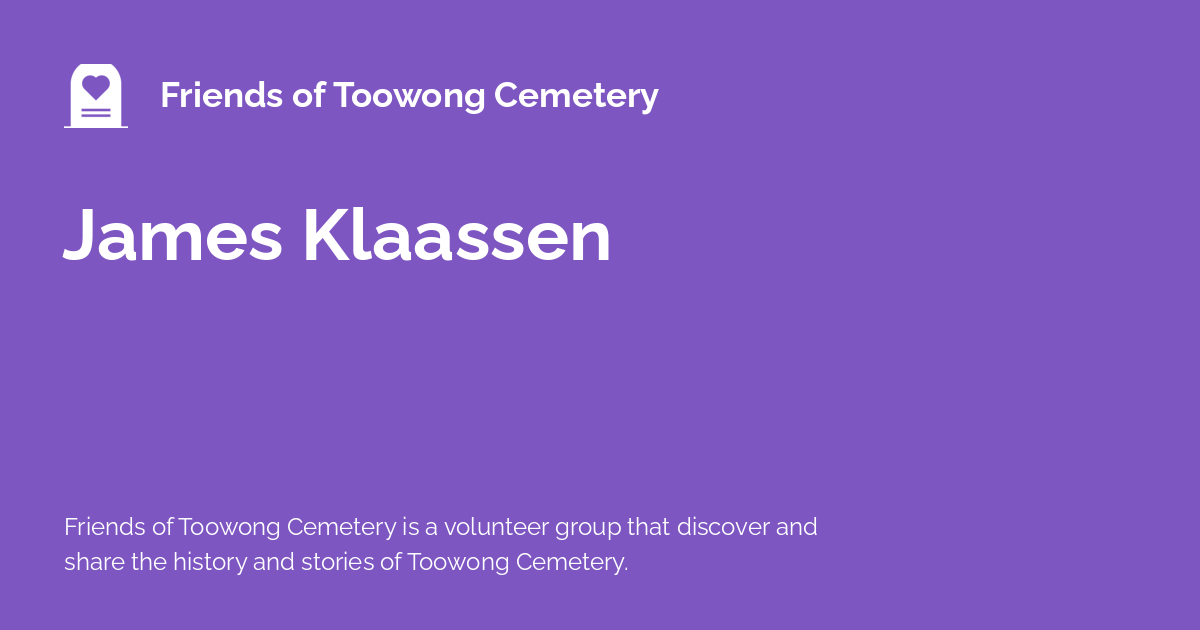 Friends of Toowong Cemetery
James Klaassen
Friends of Toowong Cemetery is a volunteer group that discover and
share the history and stories of Toowong Cemetery.